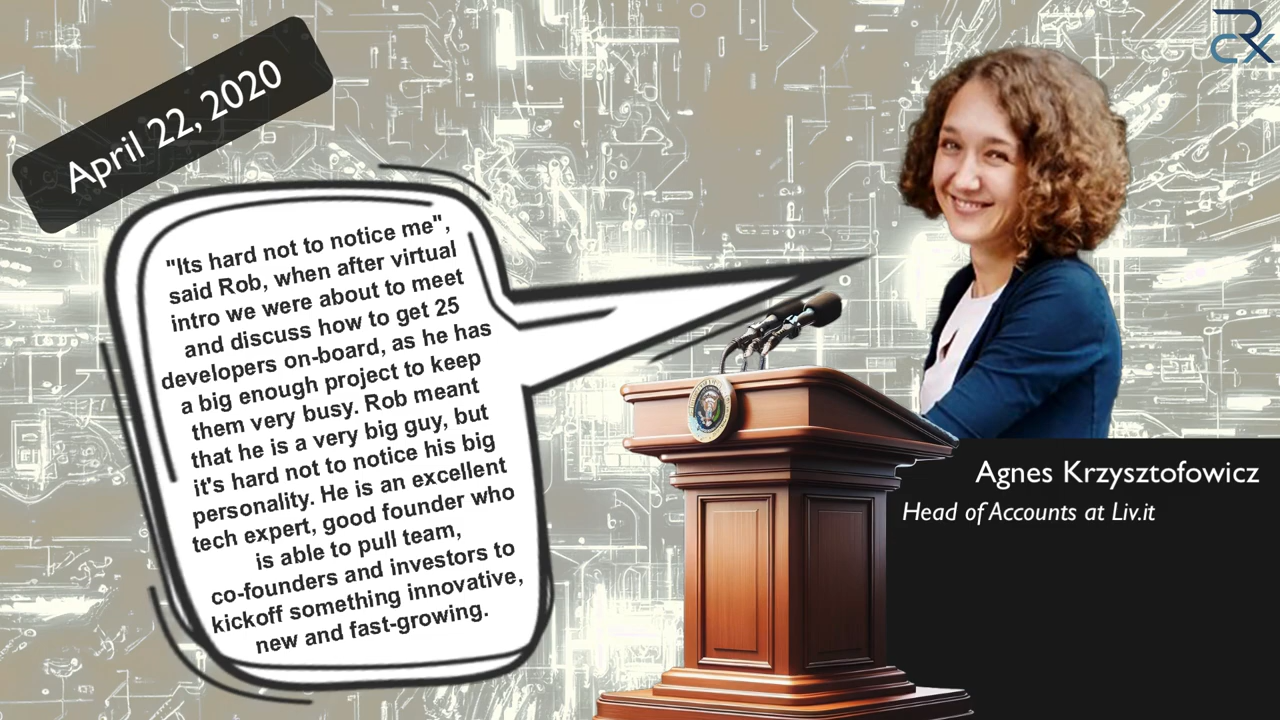 April 22, 2020
"Its hard not to notice me",
said Rob, when after virtual
intro we were about to meet
and discuss how to get 25
developers on-board, as he has
a big enough project to keep
them very busy. Rob meant
that he is a very big guy, but
it's hard not to notice his big
personality. He is an excellent
tech expert, good founder who
is able to pull team,
co-founders and investors to
kickoff something innovative,
new and fast-growing.
Agnes Krzysztofowicz
Head of Accounts at Liv.it